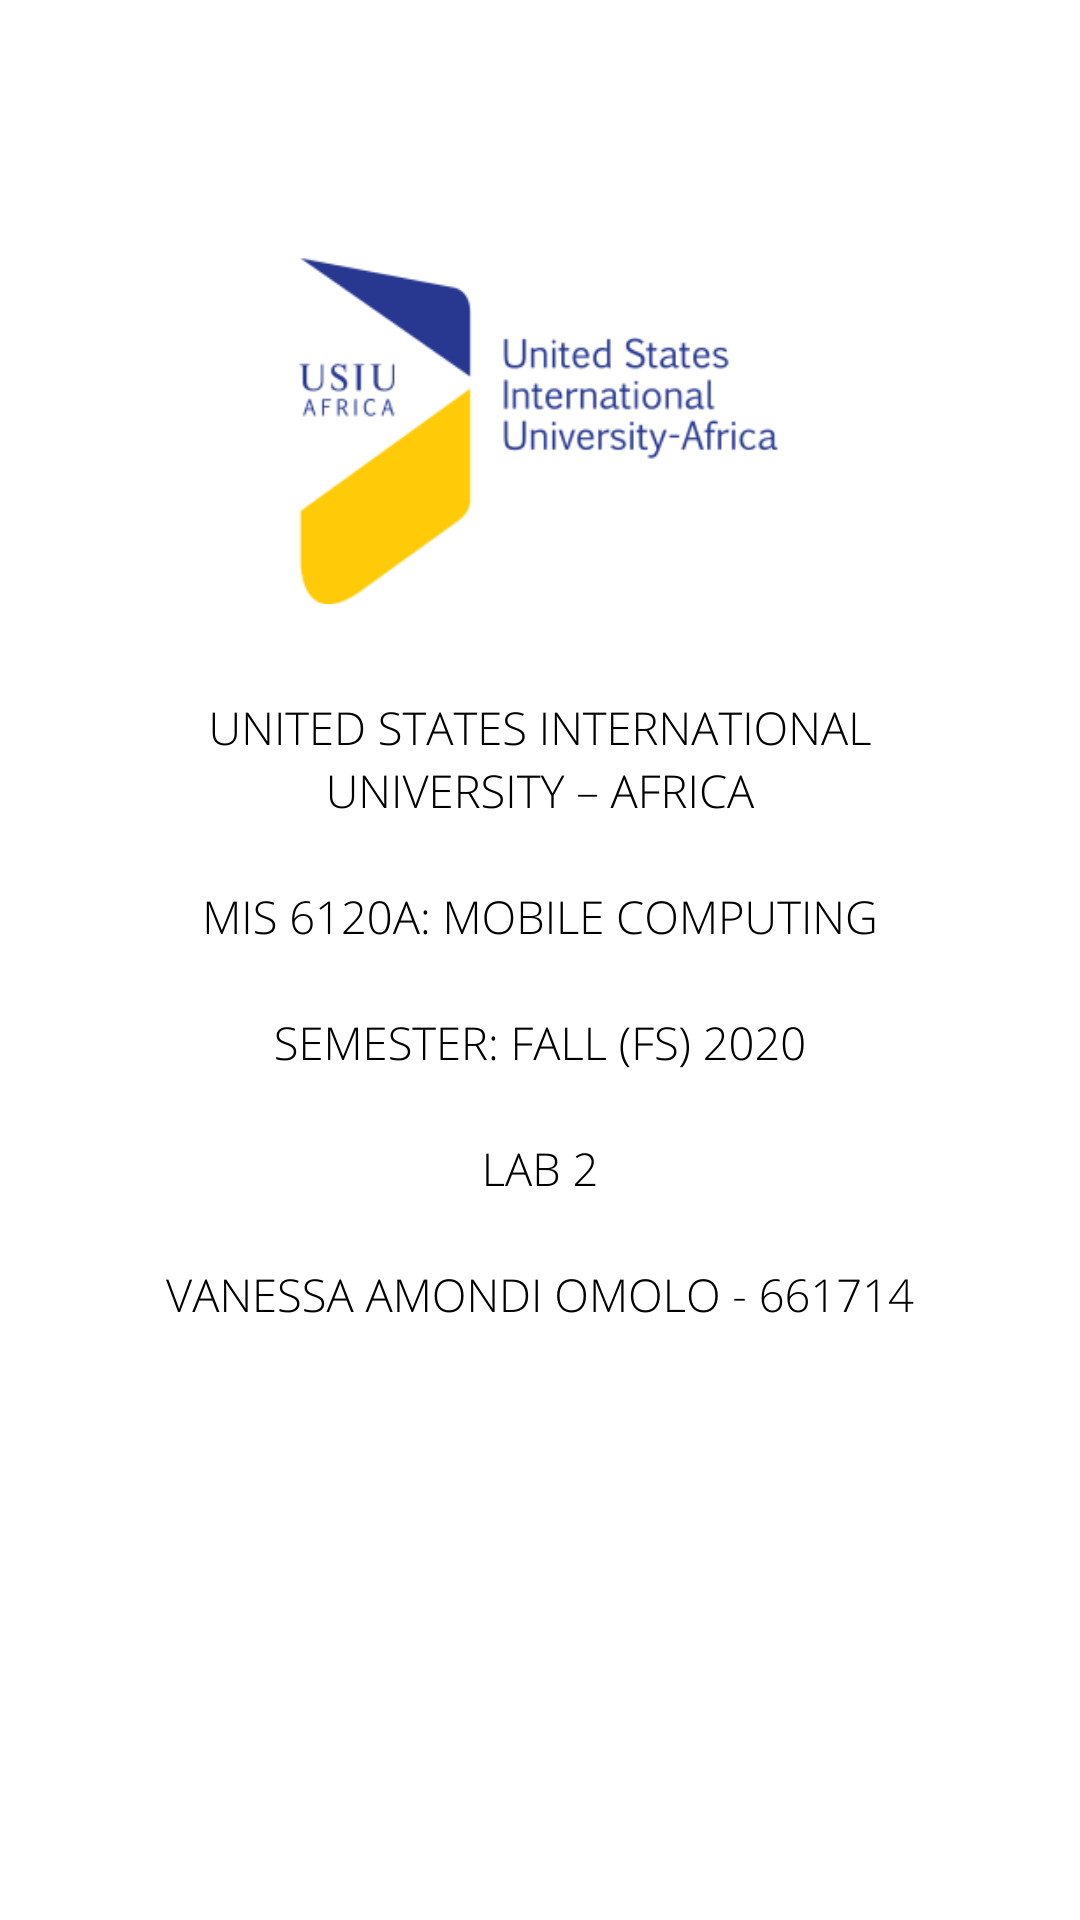 USIU
AFRICA
United States
International
University-Africa
UNITED STATES INTERNATIONAL
UNIVERSITY – AFRICA
MIS 6120A: MOBILE COMPUTING
SEMESTER: FALL (FS) 2020
LAB 2
VANESSA AMONDI OMOLO - 661714